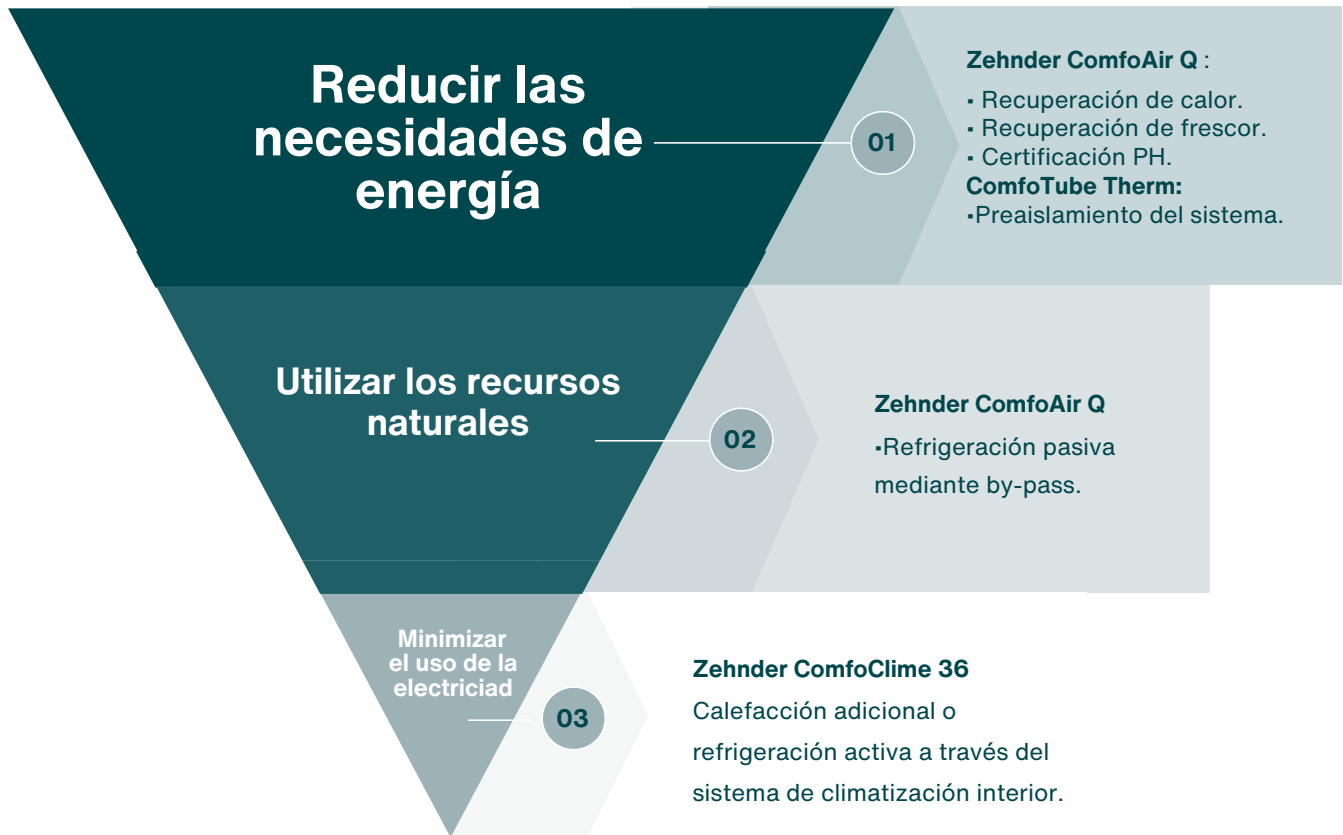 Reducir las
necesidades de
energía
01
Zehnder ComfoAir Q :
▪ Recuperación de calor.
▪ Recuperación de frescor.
▪ Certificación PH.
ComfoTube Therm:
▪Preaislamiento del sistema.
Utilizar los recursos
naturales
02
Zehnder ComfoAir Q
▪Refrigeración pasiva
mediante by-pass.
Minimizar
el uso de la
electriciad
03
Zehnder ComfoClime 36
Calefacción adicional o
refrigeración activa a través del
sistema de climatización interior.